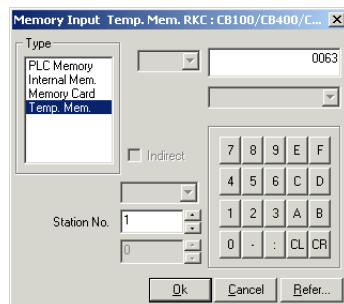 Memory Input Temp. Mem. RKC : CB100/CB400/C...
Type
PLC Memory
Internal Mem.
Memory Card
Temp. Mem.
0063
Indirect
7 8 9 E F
4 5 6 C D
1 2 3 A B
0 - : CL CR
Station No. 1
0
Ok Cancel Refer...